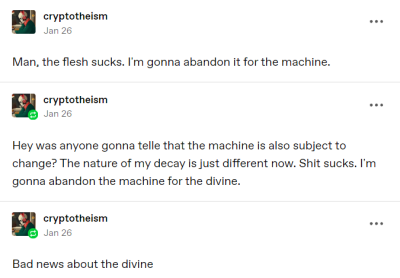 cryptotheism
Jan 26
Man, the flesh sucks. I'm gonna abandon it for the machine.
cryptotheism
Jan 26
Hey was anyone gonna telle that the machine is also subject to
change? The nature of my decay is just different now. Shit sucks. I'm
gonna abandon the machine for the divine.
cryptotheism
Jan 26
Bad news about the divine